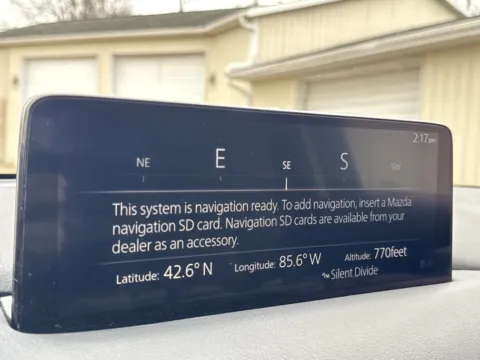 2:17 pm
NE E SE S SW
This system is navigation ready. To add navigation, insert a Mazda
navigation SD card. Navigation SD cards are available from your
dealer as an accessory.
Latitude: 42.6° N Longitude: 85.6° W Altitude: 770feet
Silent Divide